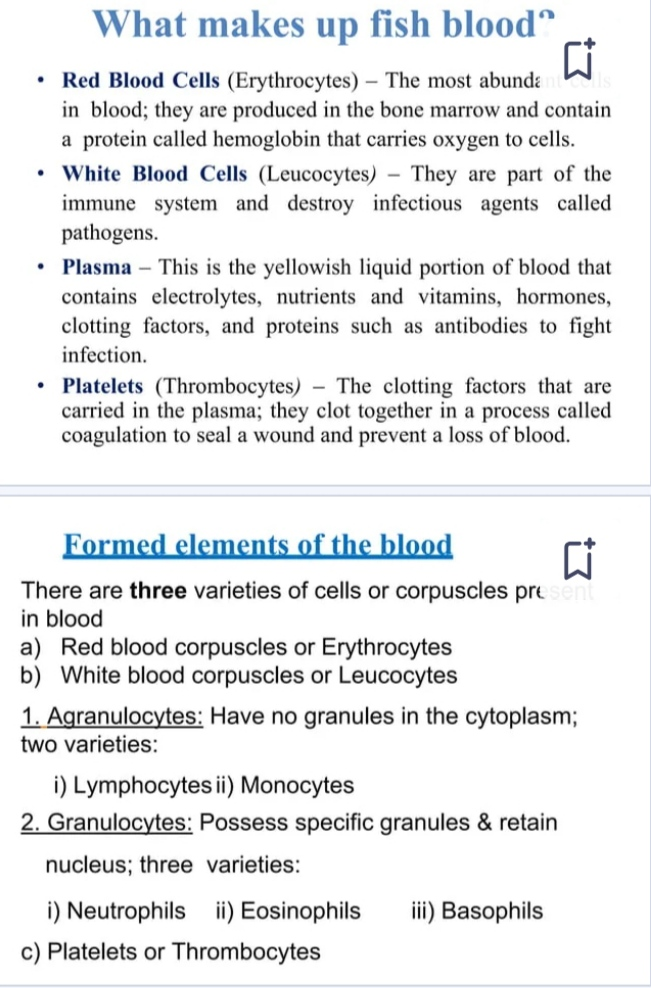 What makes up fish blood?
• Red Blood Cells (Erythrocytes) – The most abundant cells
in blood; they are produced in the bone marrow and contain
a protein called hemoglobin that carries oxygen to cells.
• White Blood Cells (Leucocytes) – They are part of the
immune system and destroy infectious agents called
pathogens.
• Plasma – This is the yellowish liquid portion of blood that
contains electrolytes, nutrients and vitamins, hormones,
clotting factors, and proteins such as antibodies to fight
infection.
• Platelets (Thrombocytes) – The clotting factors that are
carried in the plasma; they clot together in a process called
coagulation to seal a wound and prevent a loss of blood.
Formed elements of the blood
There are three varieties of cells or corpuscles present
in blood
a) Red blood corpuscles or Erythrocytes
b) White blood corpuscles or Leucocytes
1. Agranulocytes: Have no granules in the cytoplasm;
two varieties:
i) Lymphocytes ii) Monocytes
2. Granulocytes: Possess specific granules & retain
nucleus; three varieties:
i) Neutrophils ii) Eosinophils iii) Basophils
c) Platelets or Thrombocytes